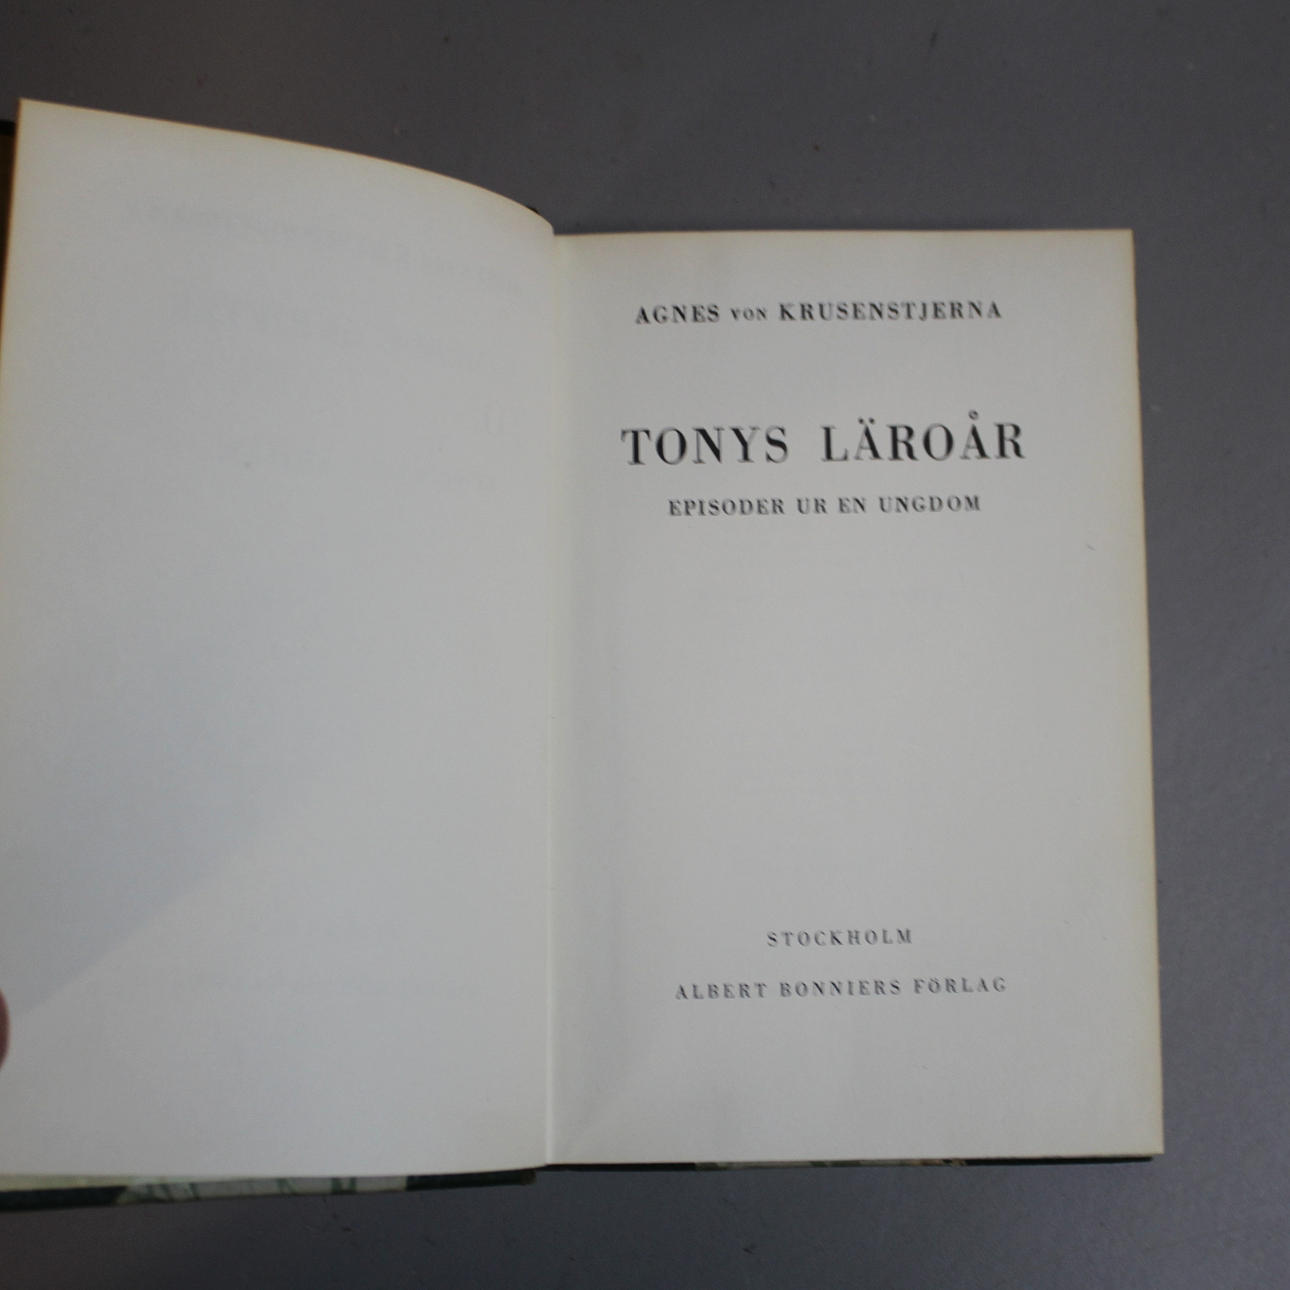 AGNES VON KRUSENSTJERNA
TONYS LÄROÅR
EPISODER UR EN UNGDOM
STOCKHOLM
ALBERT BONNIERS FÖRLAG